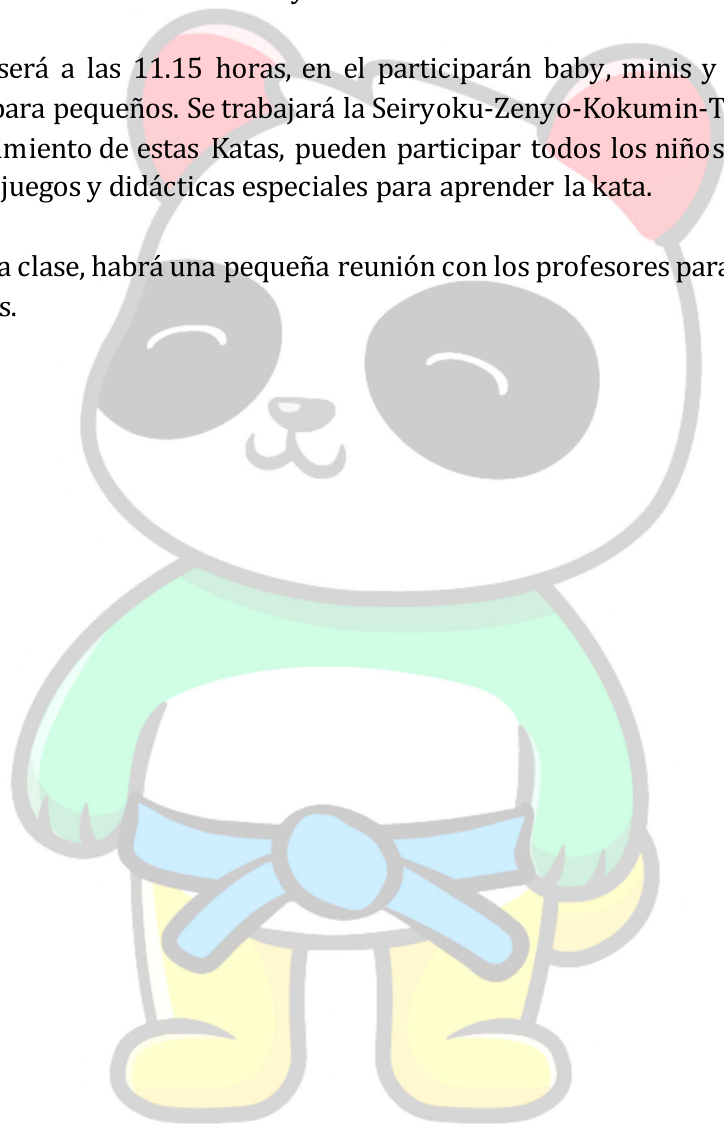 será a las 11.15 horas, en el participarán baby, minis y
para pequeños. Se trabajará la Seiryoku-Zenyo-Kokumin-T
imiento de estas Katas, pueden participar todos los niños
juegos y didácticas especiales para aprender la kata.
a clase, habrá una pequeña reunión con los profesores para
s.